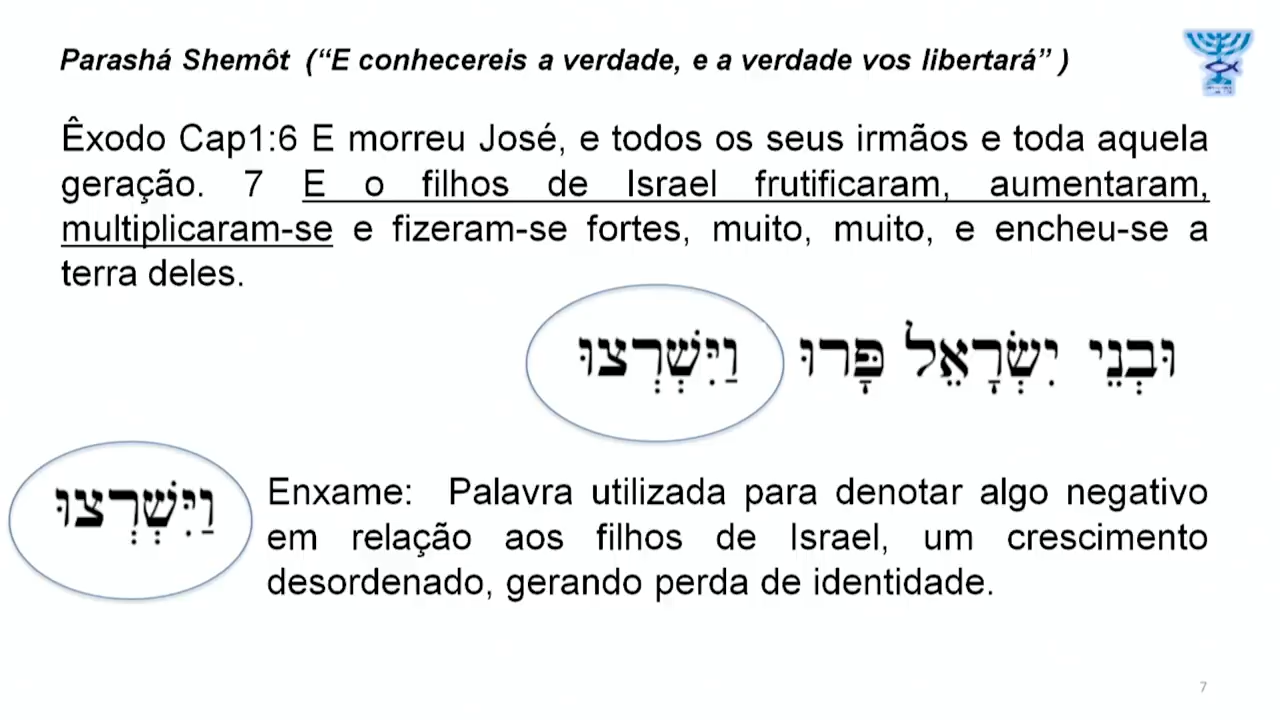 Parashá Shemôt (“E conhecereis a verdade, e a verdade vos libertará” )
Êxodo Cap1:6 E morreu José, e todos os seus irmãos e toda aquela
geração. 7 E o filhos de Israel frutificaram, aumentaram,
multiplicaram-se e fizeram-se fortes, muito, muito, e encheu-se a
terra deles.
וּבְנֵי יִשְׂרָאֵל פָּרוּ וַיִּשְׁרְצוּ
וַיִּשְׁרְצוּ
Enxame: Palavra utilizada para denotar algo negativo
em relação aos filhos de Israel, um crescimento
desordenado, gerando perda de identidade.
7